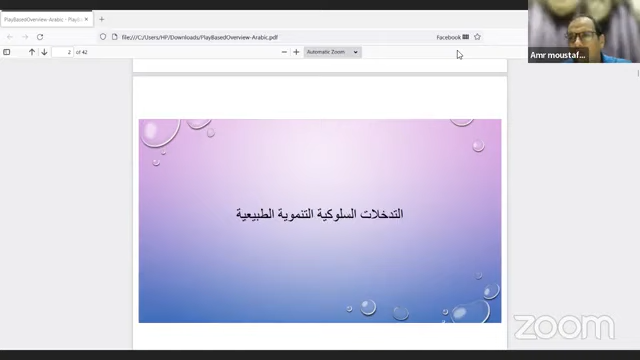 PlayBasedOverview-Arabic - PlayB
file:///C:/Users/HP/Downloads/PlayBasedOverview-Arabic.pdf
Facebook
2 of 42
Automatic Zoom
Amr moustaf...
التدخلات السلوكية التنموية الطبيعية
zoom